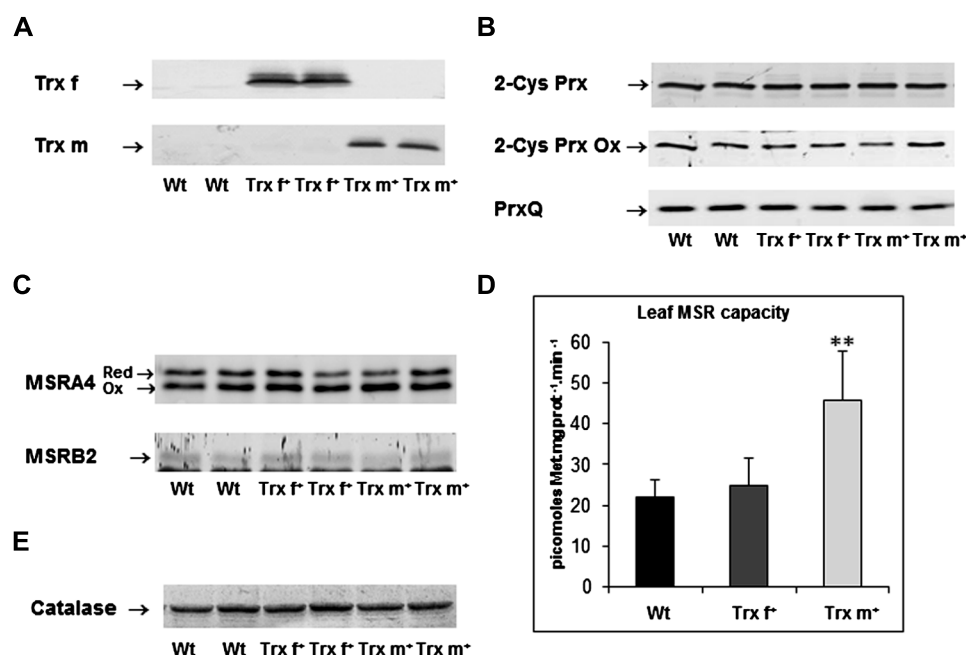 A
Trx f →
Trx m →
Wt Wt Trx f⁺ Trx f⁺ Trx m⁺ Trx m⁺
B
2-Cys Prx →
2-Cys Prx Ox →
PrxQ →
Wt Wt Trx f⁺ Trx f⁺ Trx m⁺ Trx m⁺
C
MSRA4 Red →
Ox →
MSRB2 →
Wt Wt Trx f⁺ Trx f⁺ Trx m⁺ Trx m⁺
D
Leaf MSR capacity
picomoles Met.mgprot⁻¹.min⁻¹
60
50
40
30
20
10
0
**
Wt Trx f⁺ Trx m⁺
E
Catalase →
Wt Wt Trx f⁺ Trx f⁺ Trx m⁺ Trx m⁺